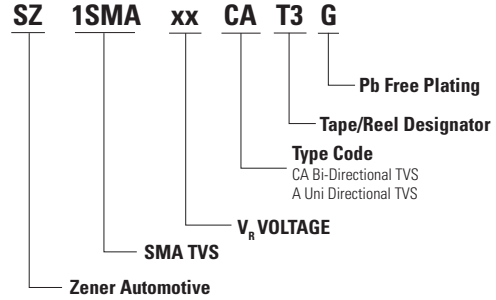 SZ 1SMA xx CA T3 G
Pb Free Plating
Tape/Reel Designator
Type Code
CA Bi-Directional TVS
A Uni Directional TVS
VR VOLTAGE
SMA TVS
Zener Automotive